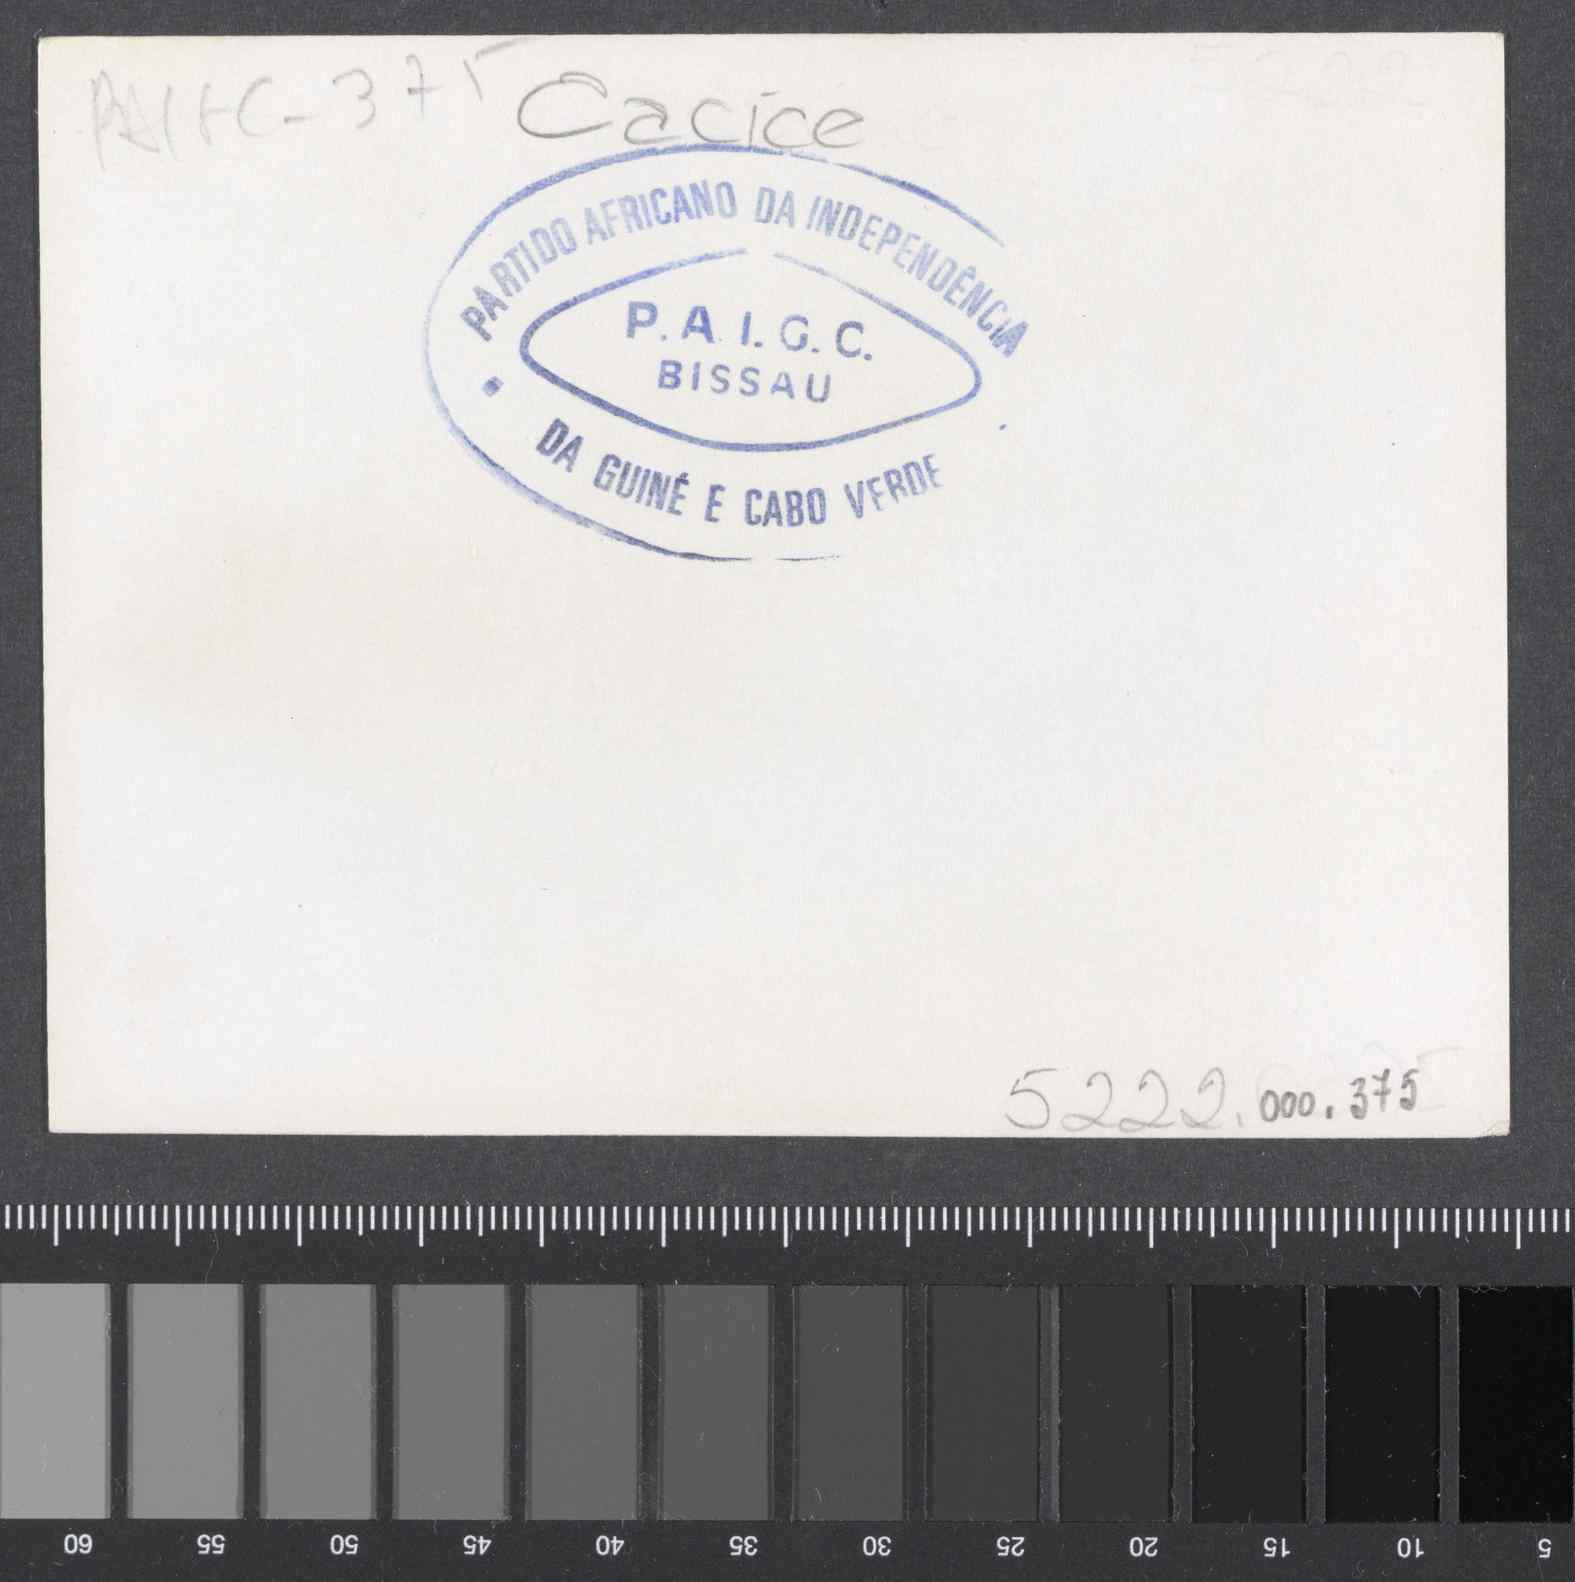 PAIGC-375 Cacice
PARTIDO AFRICANO DA INDEPENDÊNCIA
P.A.I.G.C.
BISSAU
DA GUINÉ E CABO VERDE
5222.000.375
60 55 50 45 40 35 30 25 20 15 10 5